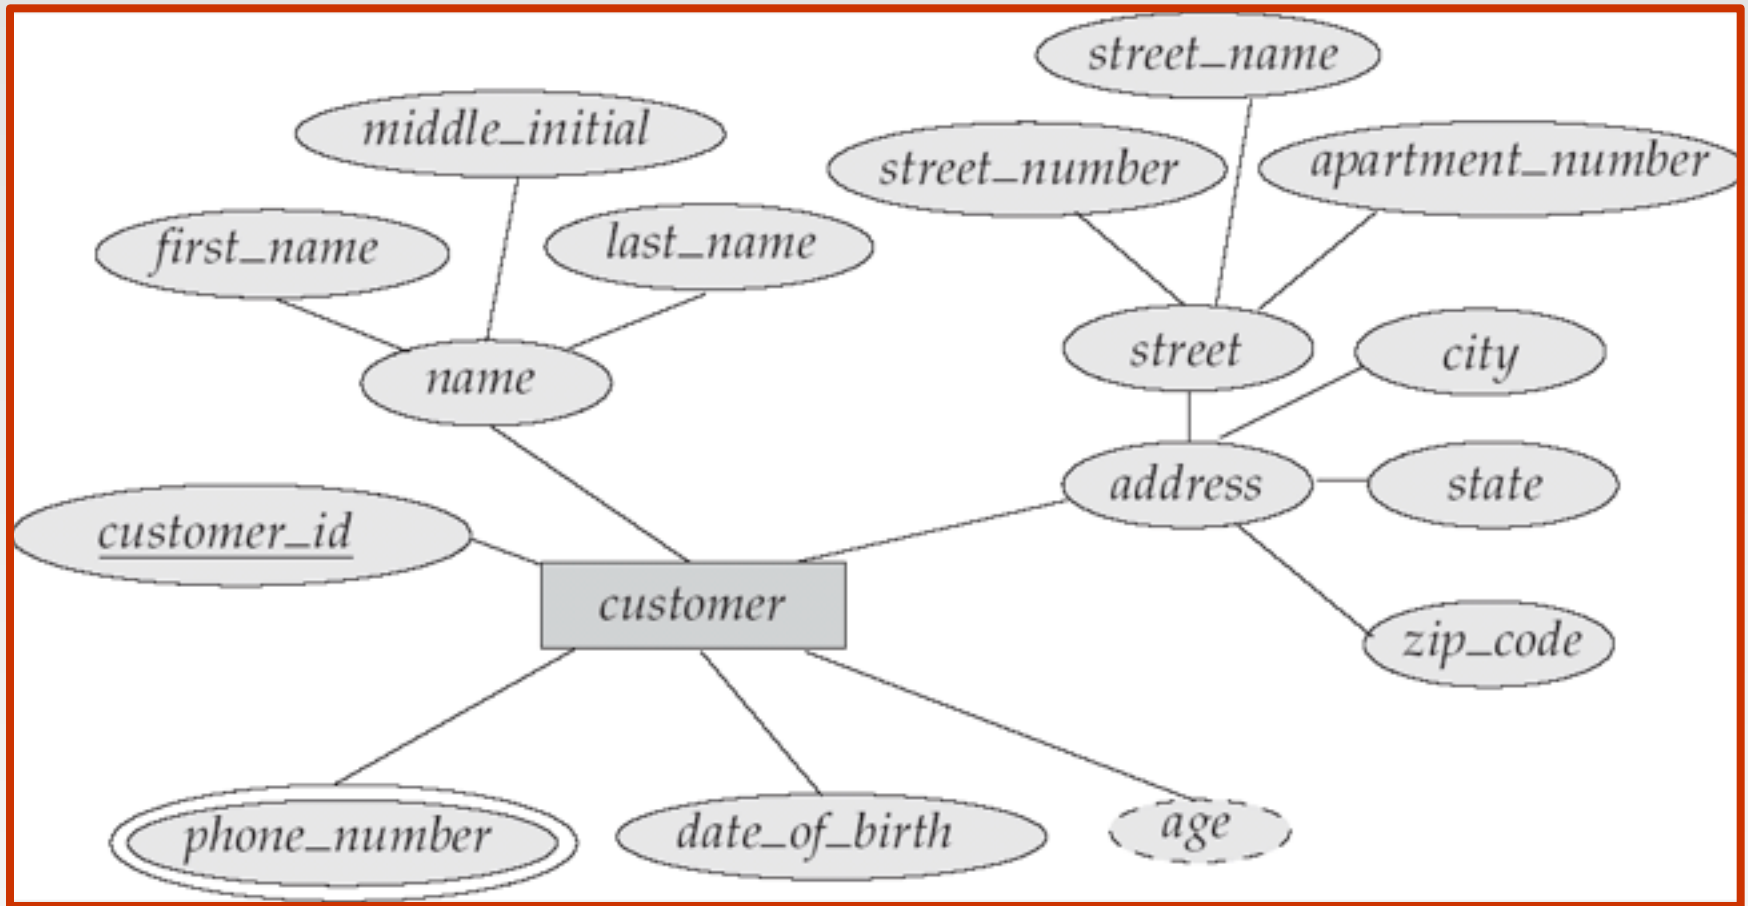 street_name
middle_initial
street_number
apartment_number
first_name
last_name
street
city
name
address
state
customer_id
customer
zip_code
phone_number
date_of_birth
age